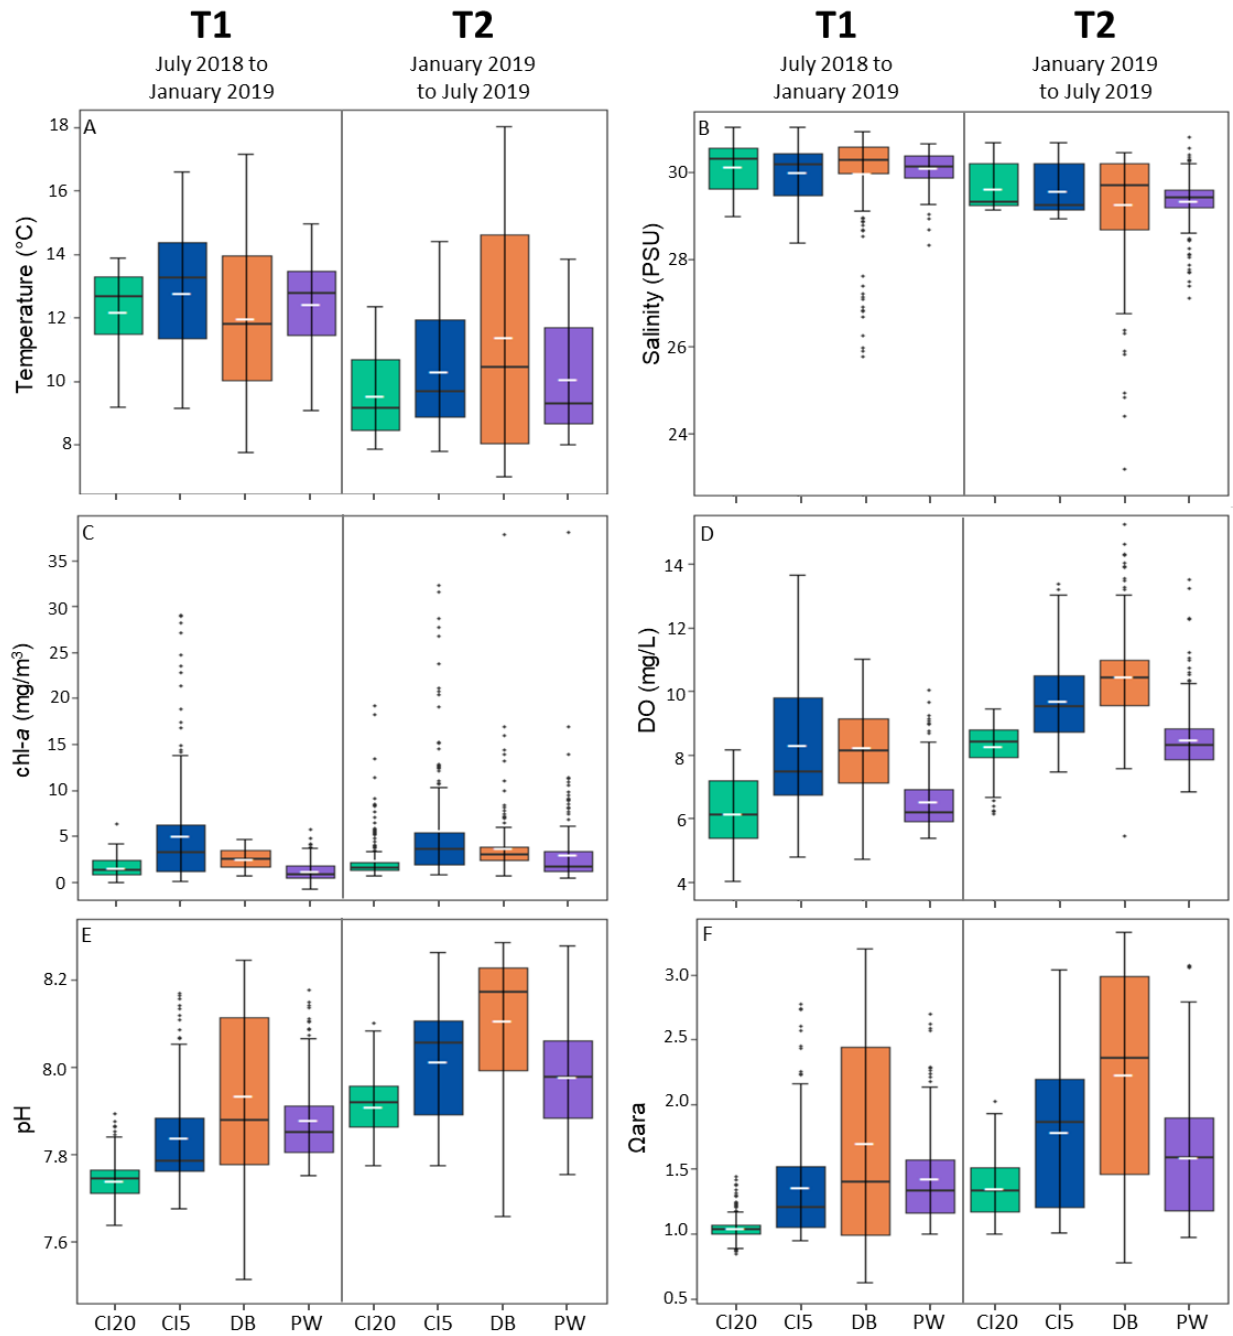 T1 T2 T1 T2
July 2018 to January 2019 July 2018 to January 2019
January 2019 to July 2019 January 2019 to July 2019
A
Temperature (°C)
18
16
14
12
10
8
B
Salinity (PSU)
30
28
26
24
C
chl-a (mg/m³)
35
30
25
20
15
10
5
0
D
DO (mg/L)
14
12
10
8
6
4
E
pH
8.2
8.0
7.8
7.6
F
Ωara
3.0
2.5
2.0
1.5
1.0
0.5
CI20 CI5 DB PW CI20 CI5 DB PW CI20 CI5 DB PW CI20 CI5 DB PW